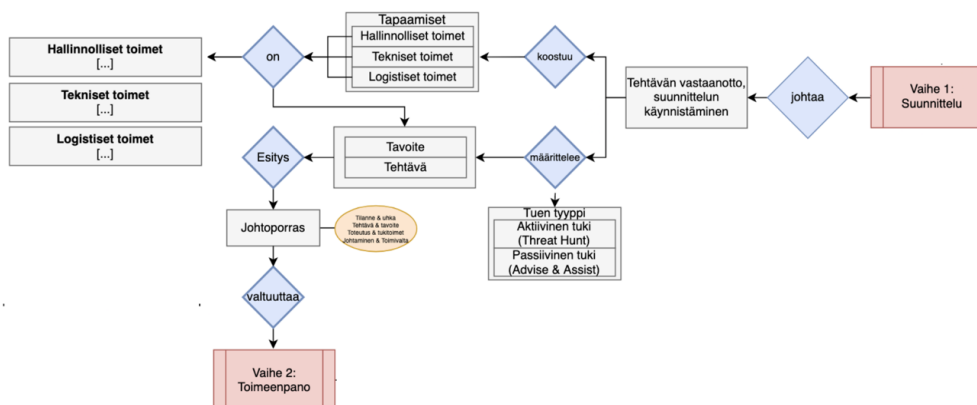 Tapaamiset
Hallinnolliset toimet
Tekniset toimet
Logistiset toimet
Hallinnolliset toimet
[...]
Tekniset toimet
[...]
Logistiset toimet
[...]
on
koostuu
Tehtävän vastaanotto,
suunnittelun
käynnistäminen
johtaa
Vaihe 1:
Suunnittelu
Esitys
Tavoite
Tehtävä
määrittelee
Johtoporras
Tilanne & uhka
Tehtävä & tavoite
Toteutus & tukitoimet
Johtaminen & Toimivalta
Tuen tyyppi
Aktiivinen tuki
(Threat Hunt)
Passiivinen tuki
(Advise & Assist)
valtuuttaa
Vaihe 2:
Toimeenpano